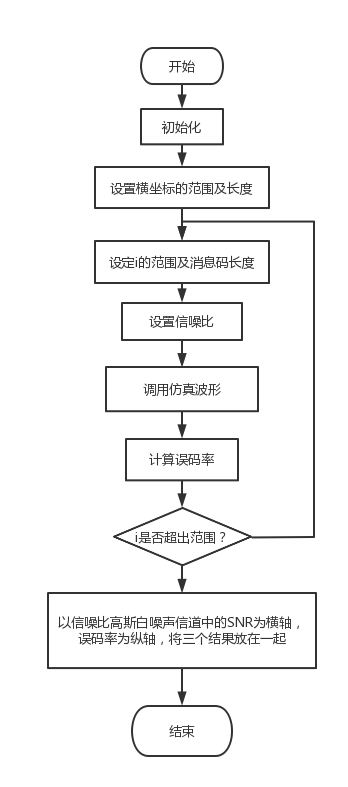 开始
初始化
设置横坐标的范围及长度
设定i的范围及消息码长度
设置信噪比
调用仿真波形
计算误码率
i是否超出范围？
以信噪比高斯白噪声信道中的SNR为横轴，
误码率为纵轴，将三个结果放在一起
结束